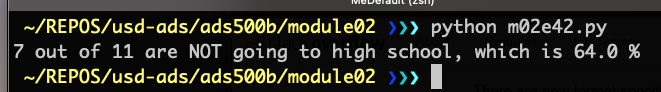 MeDefault (zsh)
~/REPOS/usd-ads/ads500b/module02 ❯❯❯ python m02e42.py
7 out of 11 are NOT going to high school, which is 64.0 %
~/REPOS/usd-ads/ads500b/module02 ❯❯❯